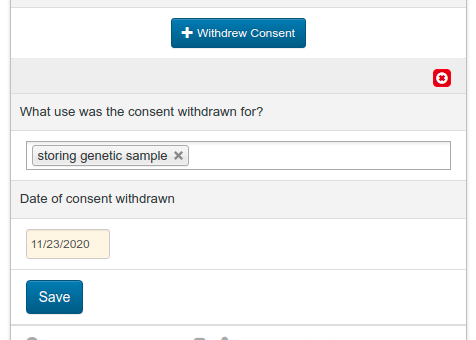 Withdrew Consent
What use was the consent withdrawn for?
storing genetic sample
Date of consent withdrawn
11/23/2020
Save